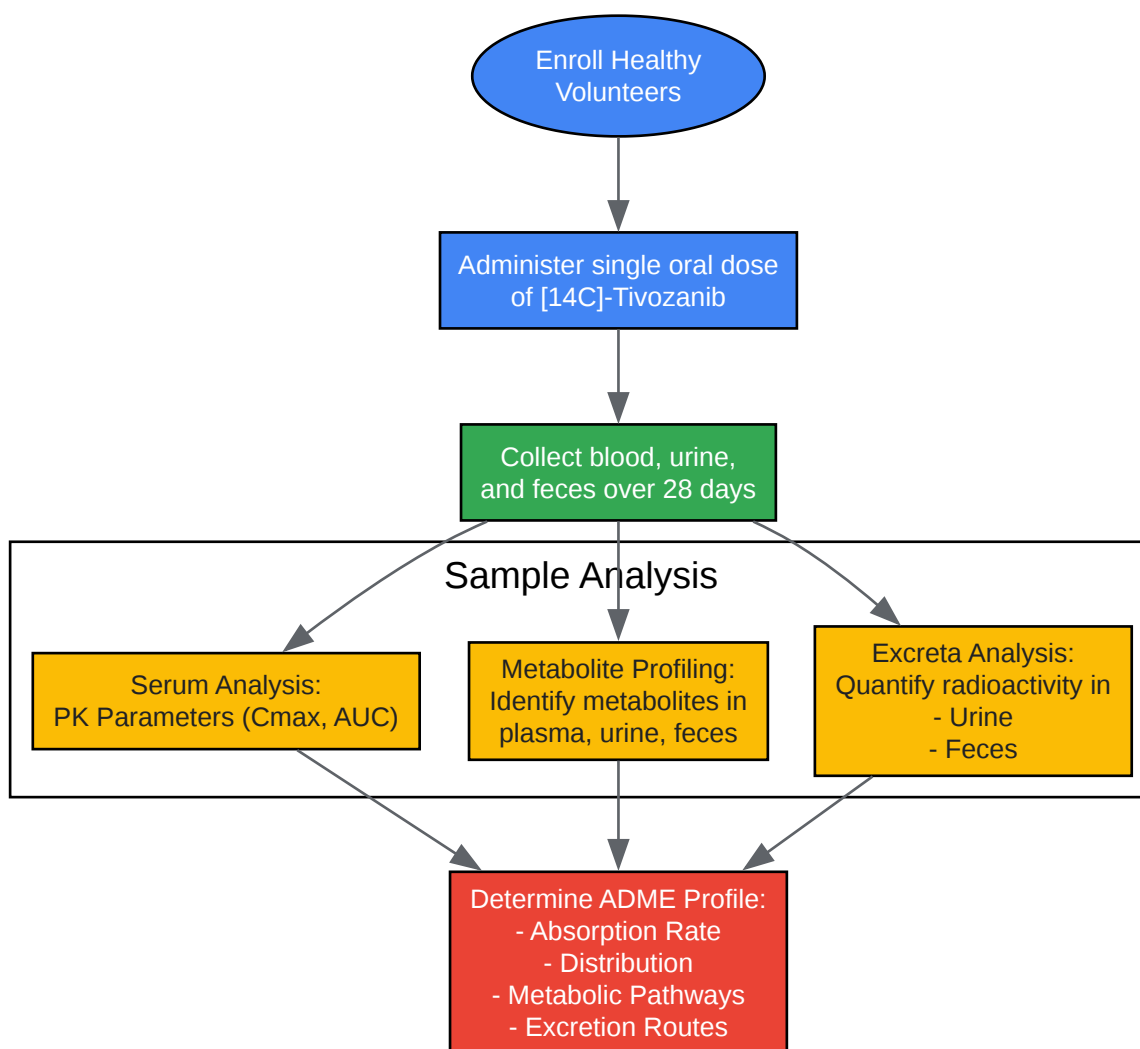 Enroll Healthy
Volunteers
Administer single oral dose
of [14C]-Tivozanib
Collect blood, urine,
and feces over 28 days
Sample Analysis
Serum Analysis:
PK Parameters (Cmax, AUC)
Metabolite Profiling:
Identify metabolites in
plasma, urine, feces
Excreta Analysis:
Quantify radioactivity in
- Urine
- Feces
Determine ADME Profile:
- Absorption Rate
- Distribution
- Metabolic Pathways
- Excretion Routes